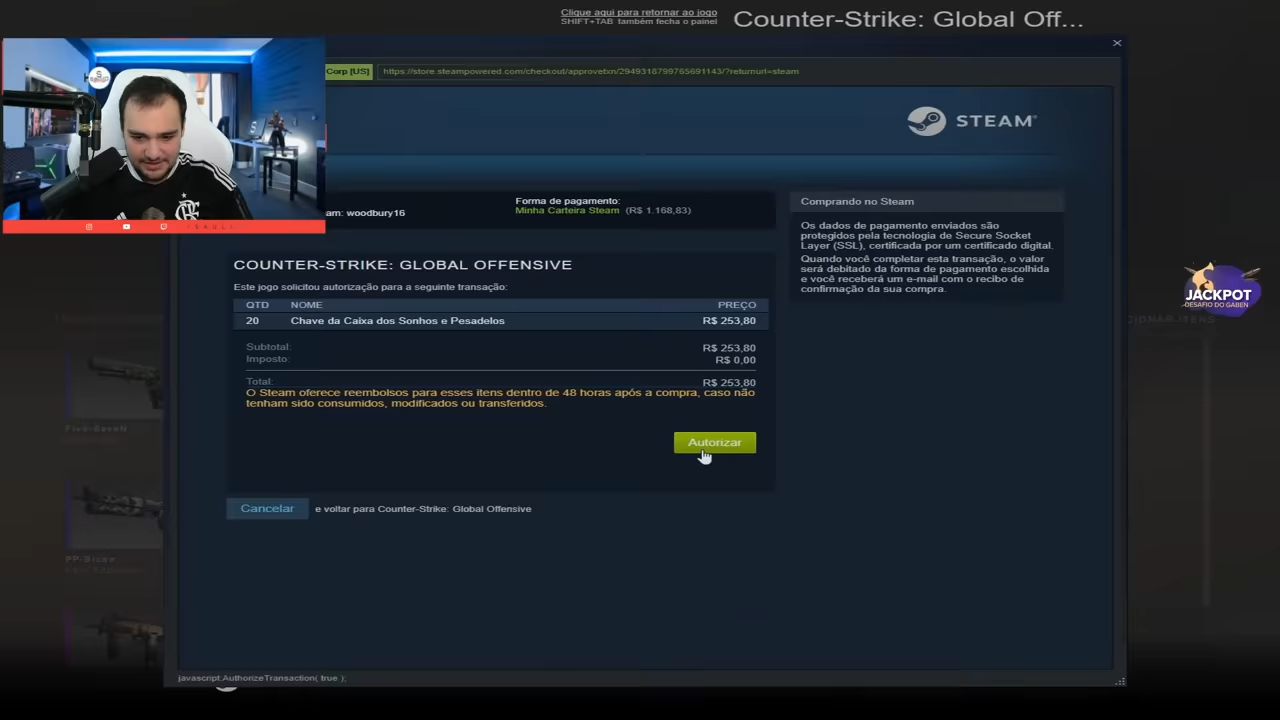 Clique aqui para retornar ao jogo
SHIFT+TAB também fecha o painel
Counter-Strike: Global Off...
Corp [US]
https://store.steampowered.com/checkout/approvetxn/2949318799765691143/?returnurl=steam
STEAM®
am: woodbury16
Forma de pagamento:
Minha Carteira Steam (R$ 1.168,83)
Comprando no Steam
Os dados de pagamento enviados são
protegidos pela tecnologia de Secure Socket
Layer (SSL), certificada por um certificado digital.
Quando você completar esta transação, o valor
será debitado da forma de pagamento escolhida
e você receberá um e-mail com o recibo de
confirmação da sua compra.
COUNTER-STRIKE: GLOBAL OFFENSIVE
Este jogo solicitou autorização para a seguinte transação:
QTD NOME PREÇO
20 Chave da Caixa dos Sonhos e Pesadelos R$ 253,80
Subtotal: R$ 253,80
Imposto: R$ 0,00
Total: R$ 253,80
O Steam oferece reembolsos para esses itens dentro de 48 horas após a compra, caso não
tenham sido consumidos, modificados ou transferidos.
Autorizar
Cancelar e voltar para Counter-Strike: Global Offensive
JACKPOT
DESAFIO DO GABEN
Five-SeveN
PP-Bizon
javascript:AuthorizeTransaction( true );